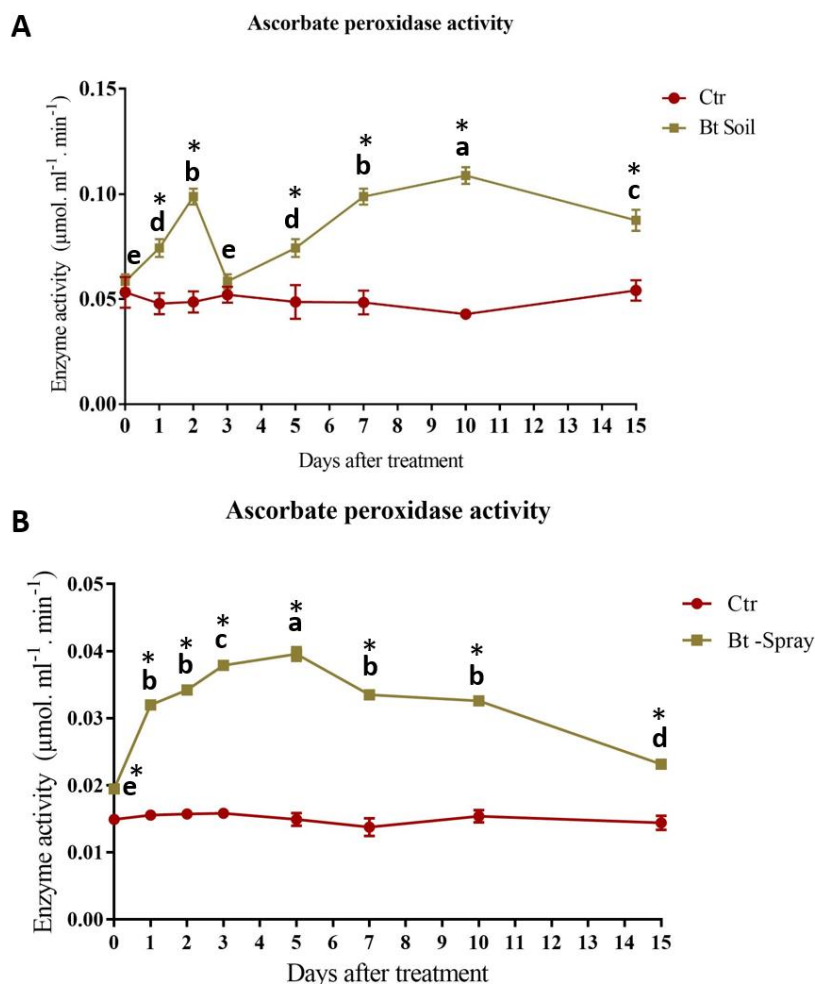 A
Ascorbate peroxidase activity
Enzyme activity (µmol. ml⁻¹ . min⁻¹)
0.15
0.10
0.05
0.00
e
*
d
*
b
e
*
d
*
b
*
a
*
c
Ctr
Bt Soil
0 1 2 3 4 5 6 7 8 9 10 11 12 13 14 15
Days after treatment
B
Ascorbate peroxidase activity
Enzyme activity (µmol. ml⁻¹ . min⁻¹)
0.05
0.04
0.03
0.02
0.01
0.00
e*
*
b
*
b
*
c
*
a
*
b
*
b
*
d
Ctr
Bt -Spray
0 1 2 3 4 5 6 7 8 9 10 11 12 13 14 15
Days after treatment